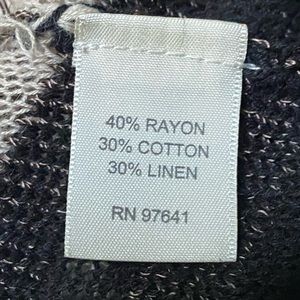 40% RAYON
30% COTTON
30% LINEN
RN 97641